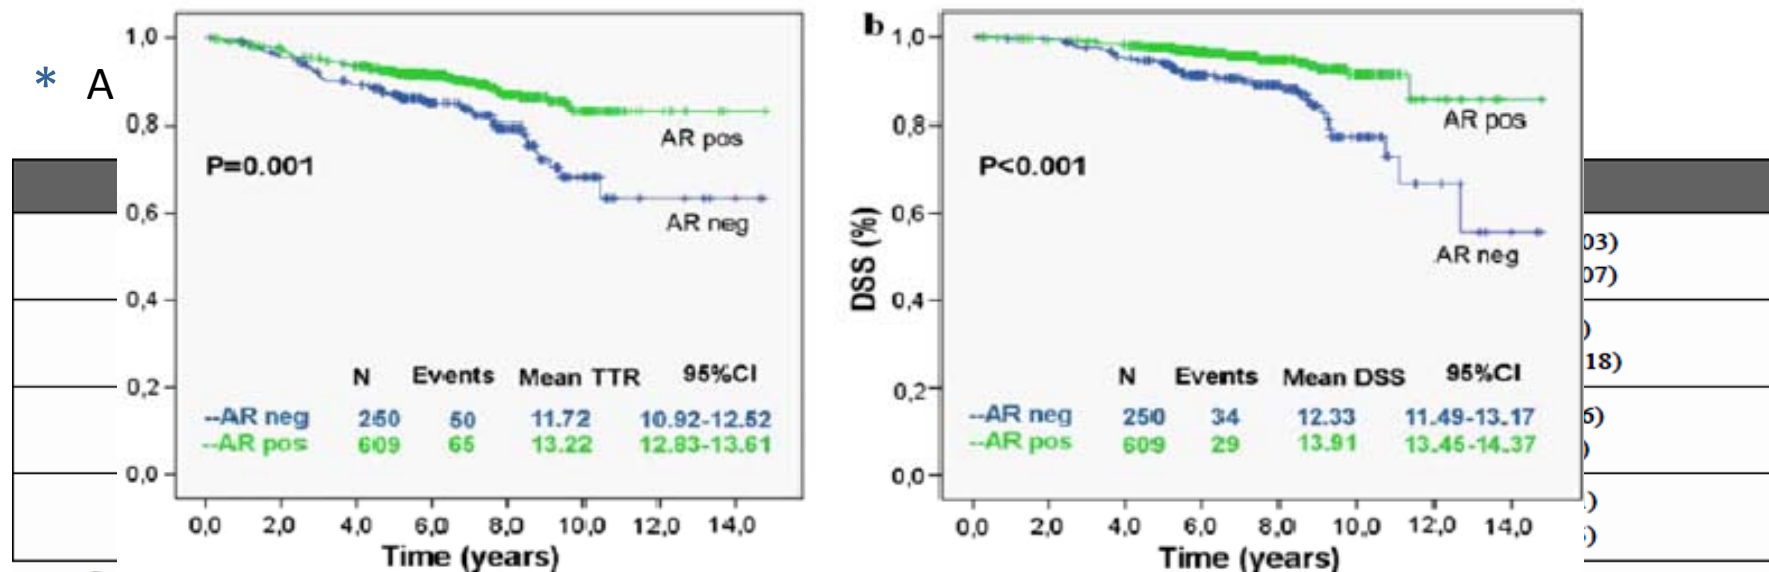 * A
1,0
0,8
0,6
0,4
0,2
0,0
P=0.001
AR pos
AR neg
N Events Mean TTR 95%CI
--AR neg 250 50 11.72 10.92-12.52
--AR pos 609 65 13.22 12.83-13.61
0,0 2,0 4,0 6,0 8,0 10,0 12,0 14,0
Time (years)
b
DSS (%)
1,0
0,8
0,6
0,4
0,2
0,0
P<0.001
AR pos
AR neg
N Events Mean DSS 95%CI
--AR neg 250 34 12.33 11.49-13.17
--AR pos 609 29 13.91 13.45-14.37
0,0 2,0 4,0 6,0 8,0 10,0 12,0 14,0
Time (years)
03)
07)
)
18)
6)
)
)
)